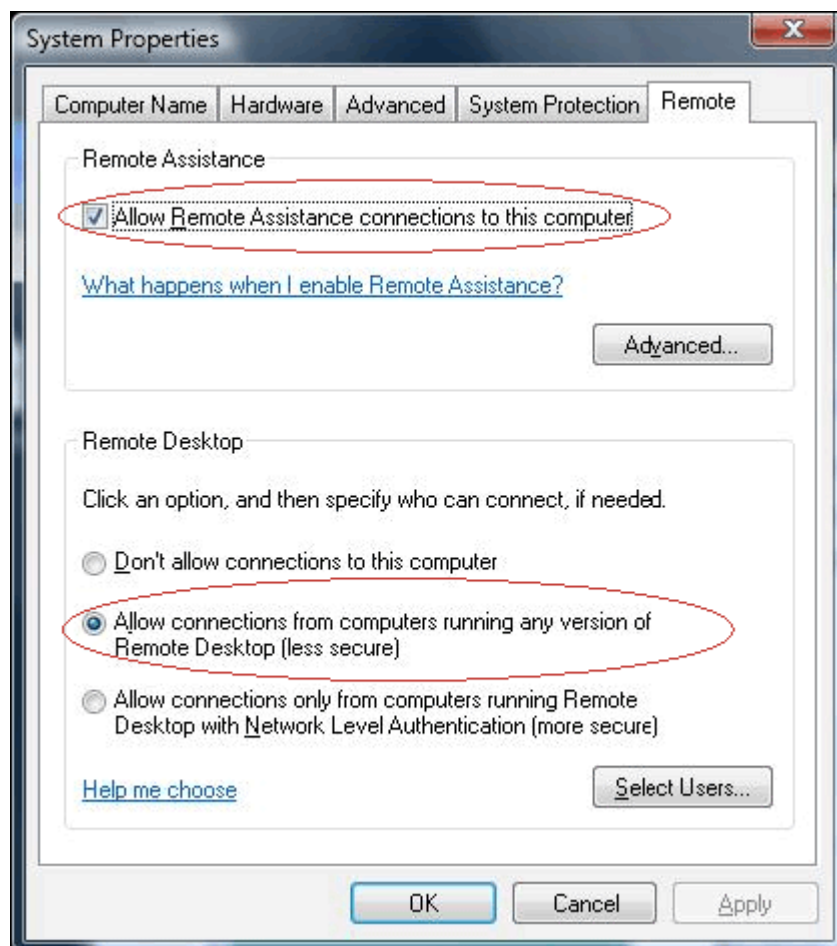 System Properties
Computer Name Hardware Advanced System Protection Remote
Remote Assistance
Allow Remote Assistance connections to this computer
What happens when I enable Remote Assistance?
Advanced...
Remote Desktop
Click an option, and then specify who can connect, if needed.
Don't allow connections to this computer
Allow connections from computers running any version of
Remote Desktop (less secure)
Allow connections only from computers running Remote
Desktop with Network Level Authentication (more secure)
Help me choose
Select Users...
OK Cancel Apply